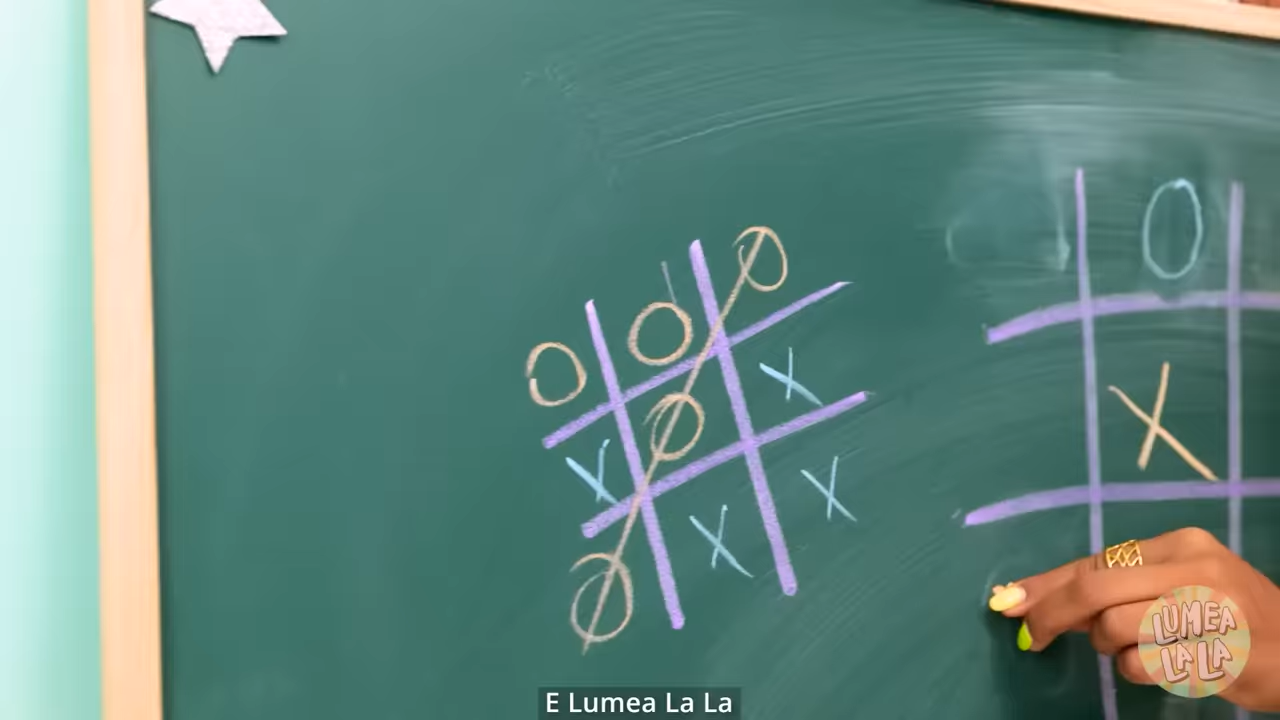 O O O
X O X
O X X
O
X
LUMEA
LA LA
E Lumea La La